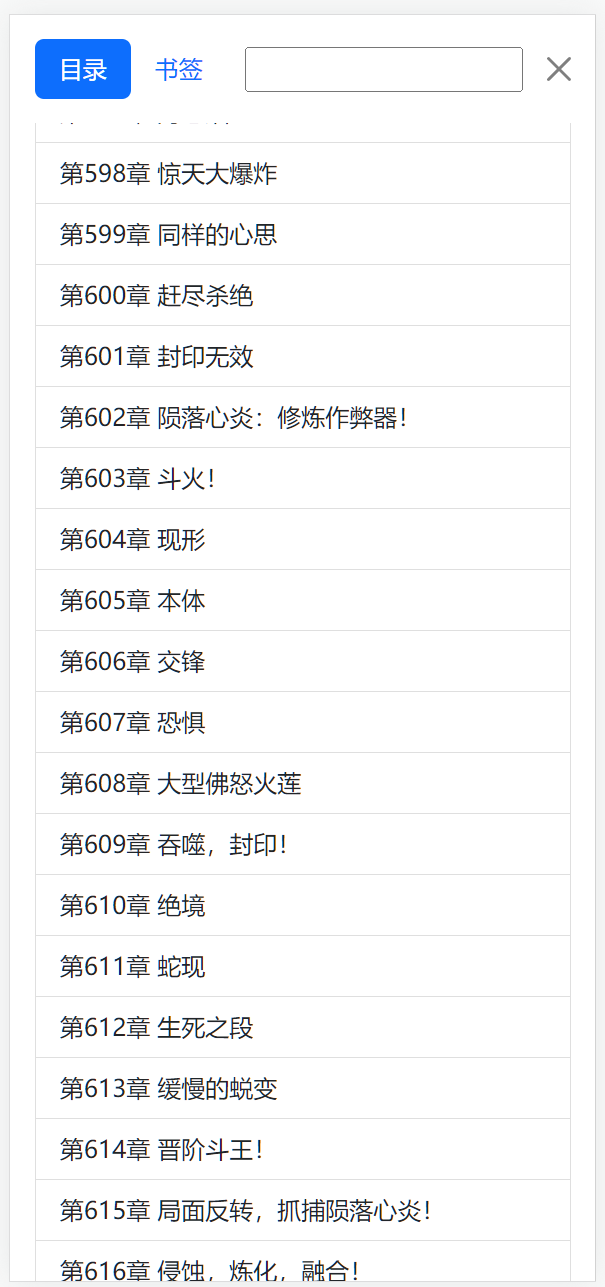 目录
书签
第598章 惊天大爆炸
第599章 同样的心思
第600章 赶尽杀绝
第601章 封印无效
第602章 陨落心炎：修炼作弊器！
第603章 斗火！
第604章 现形
第605章 本体
第606章 交锋
第607章 恐惧
第608章 大型佛怒火莲
第609章 吞噬，封印！
第610章 绝境
第611章 蛇现
第612章 生死之段
第613章 缓慢的蜕变
第614章 晋阶斗王！
第615章 局面反转，抓捕陨落心炎！
第616章 侵蚀，炼化，融合！